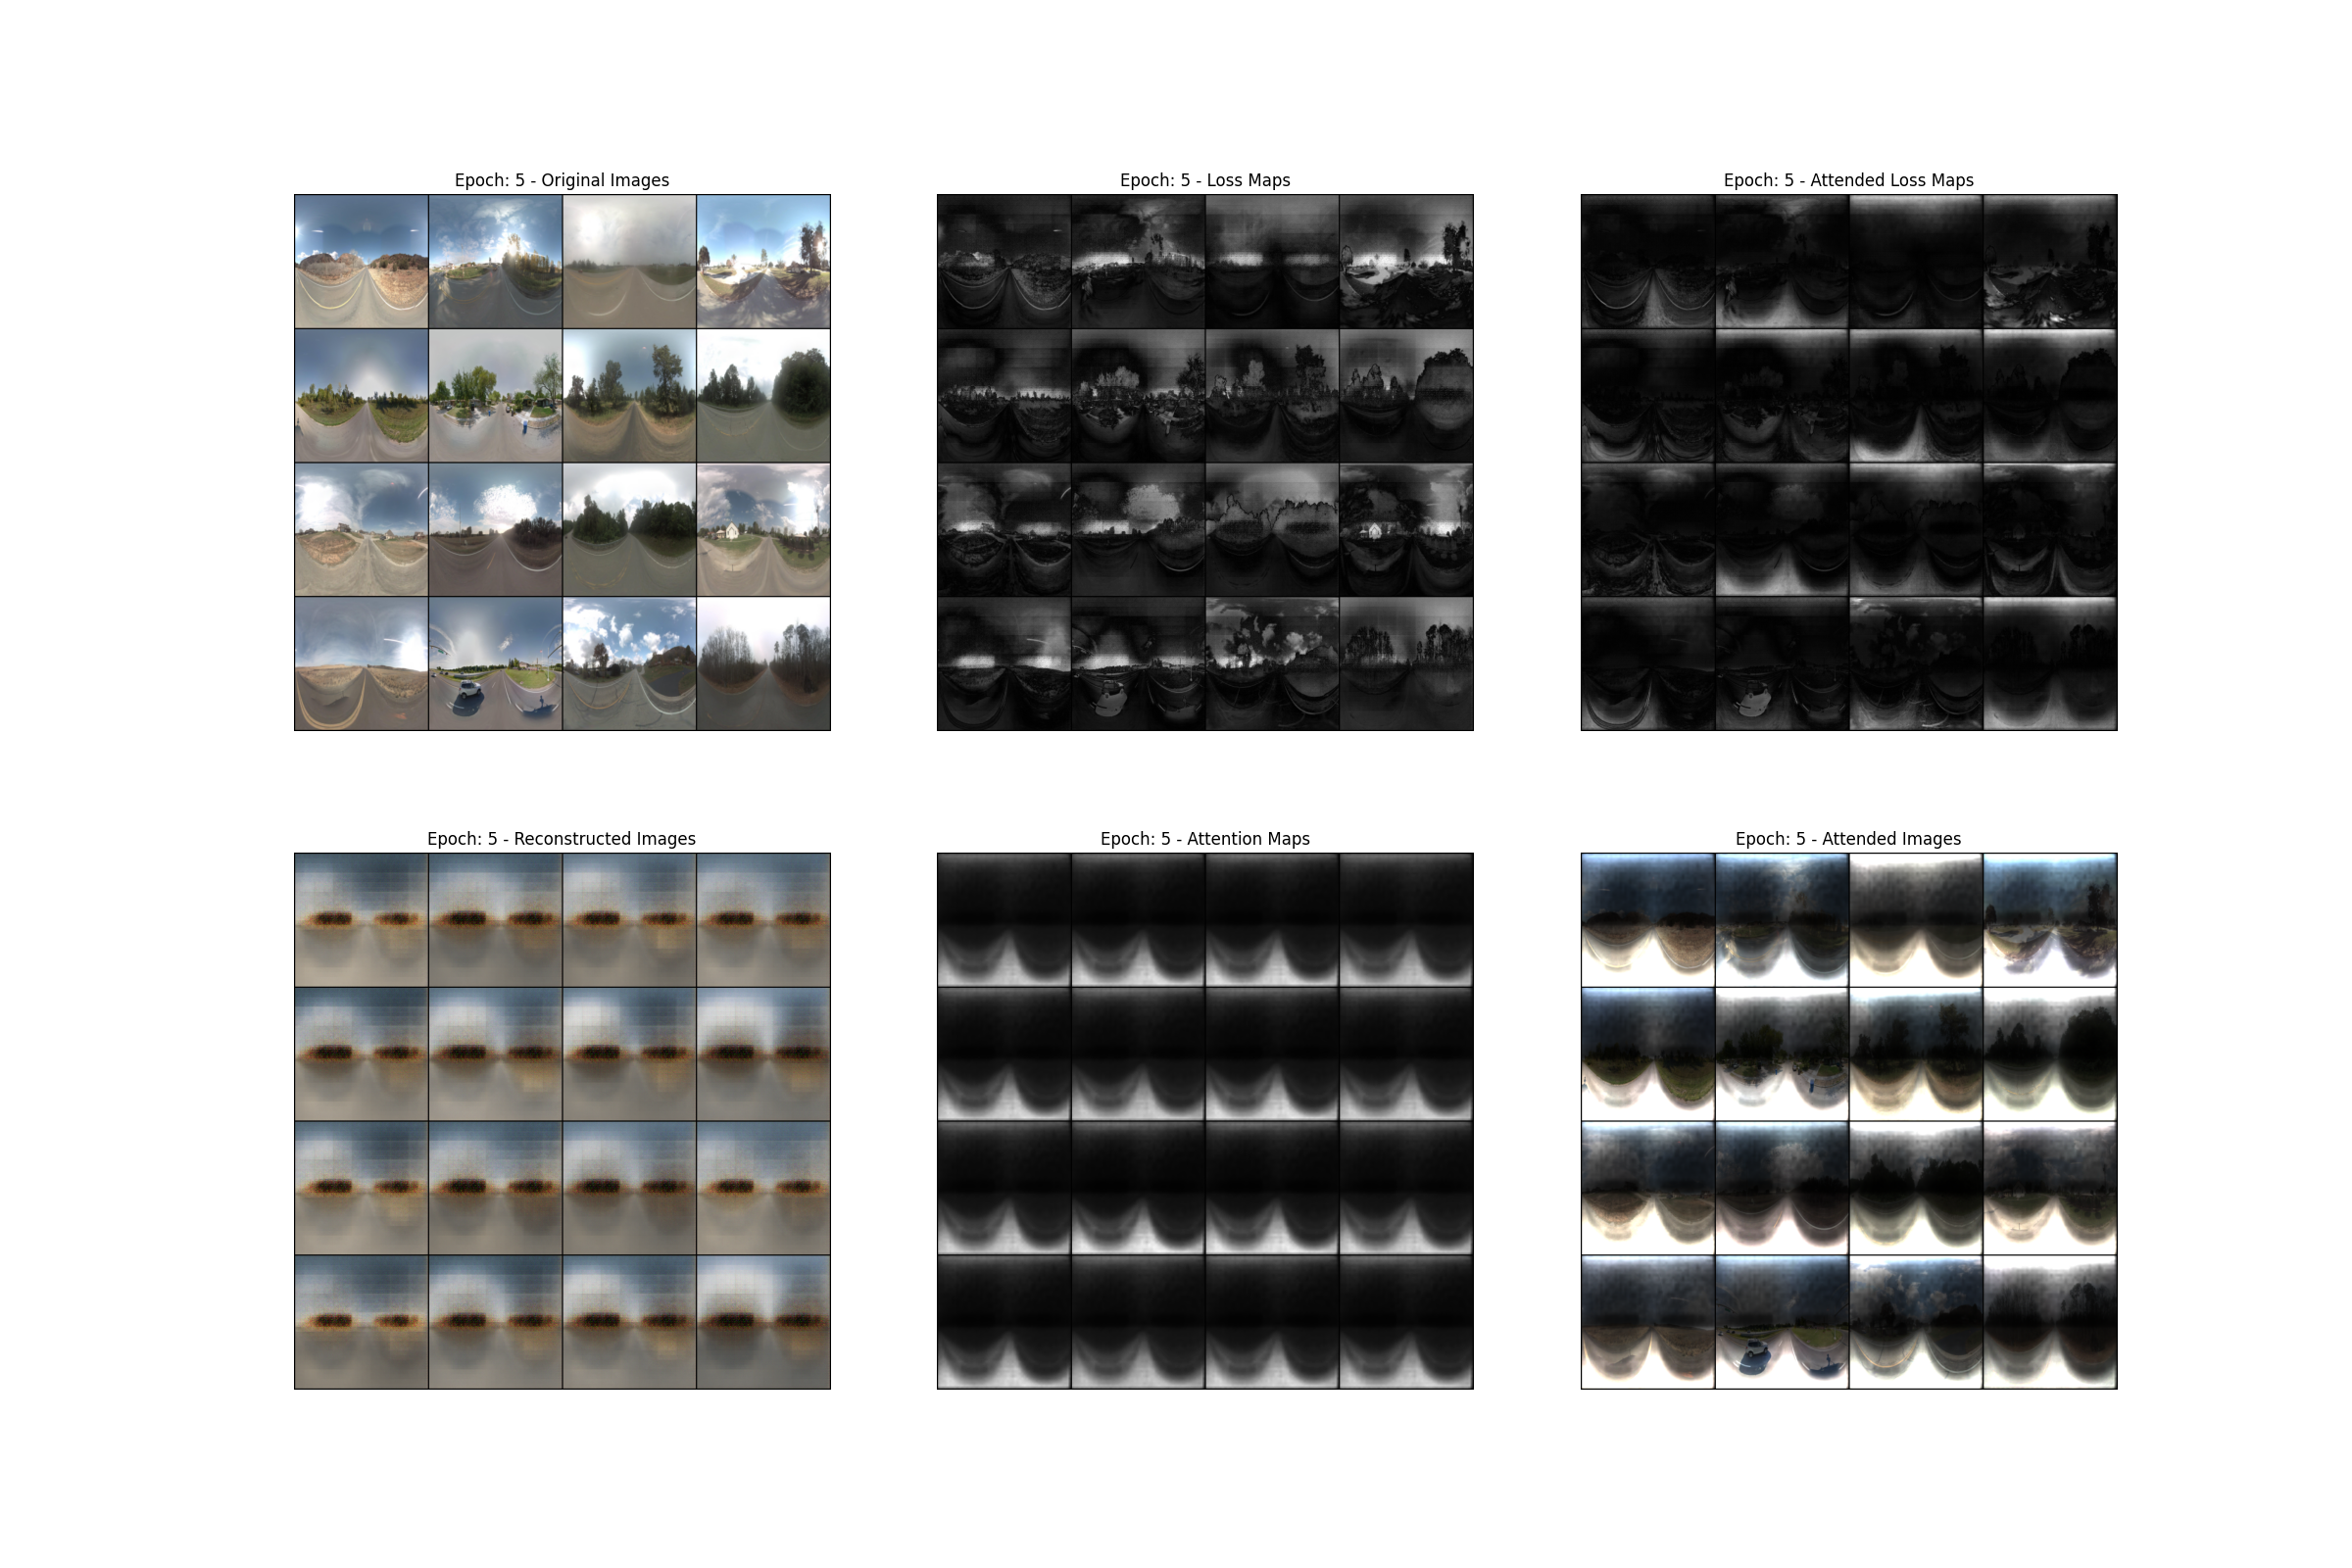 Epoch: 5 - Original Images
Epoch: 5 - Loss Maps
Epoch: 5 - Attended Loss Maps
Epoch: 5 - Reconstructed Images
Epoch: 5 - Attention Maps
Epoch: 5 - Attended Images